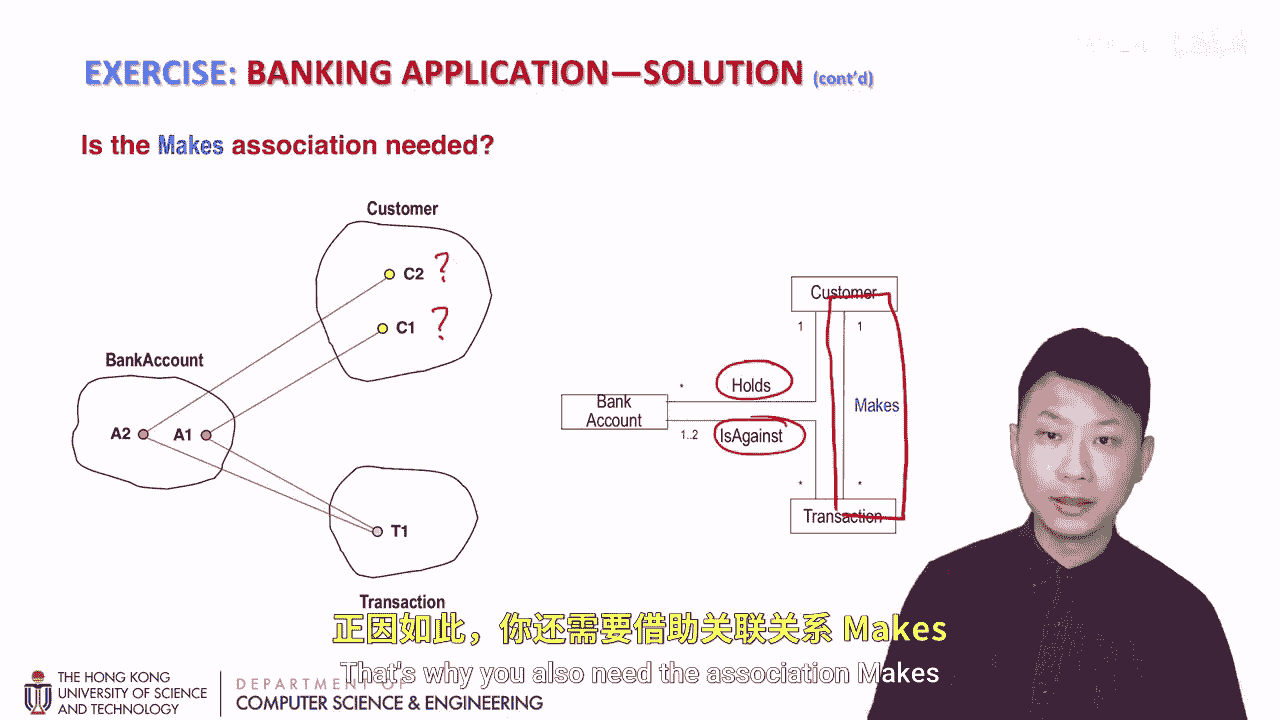 EXERCISE: BANKING APPLICATION—SOLUTION (cont'd)
Is the Makes association needed?
Customer
C2 ?
C1 ?
BankAccount
A2 A1
T1
Transaction
Customer
1 1
Holds
*
Bank
Account
Makes
1..2
IsAgainst
* *
Transaction
正因如此，你还需要借助关联关系 Makes
That's why you also need the association Makes
THE HONG KONG
UNIVERSITY OF SCIENCE
AND TECHNOLOGY
DEPARTMENT OF
COMPUTER SCIENCE & ENGINEERING